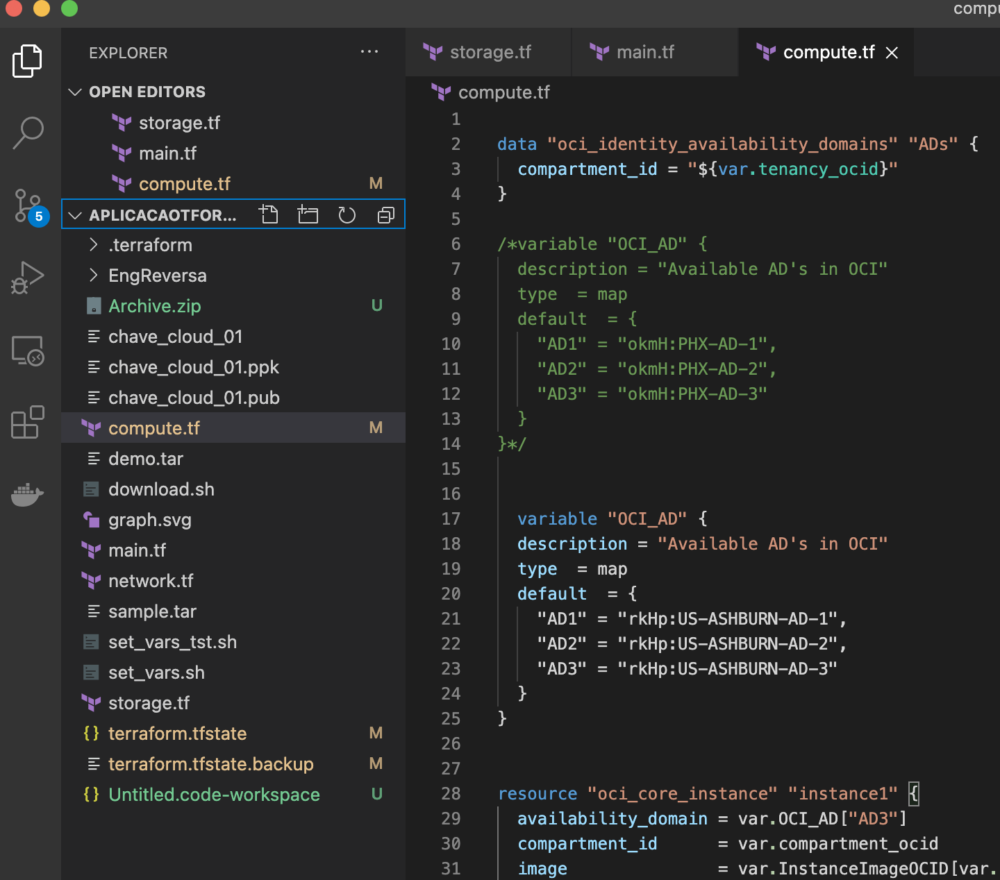 compu
EXPLORER
OPEN EDITORS
storage.tf
main.tf
compute.tf M
5
APLICACAOTFOR...
.terraform
EngReversa
Archive.zip U
chave_cloud_01
chave_cloud_01.ppk
chave_cloud_01.pub
compute.tf M
demo.tar
download.sh
graph.svg
main.tf
network.tf
sample.tar
set_vars_tst.sh
set_vars.sh
storage.tf
terraform.tfstate M
terraform.tfstate.backup M
Untitled.code-workspace U
storage.tf main.tf compute.tf
compute.tf
1
2 data "oci_identity_availability_domains" "ADs" {
3 compartment_id = "${var.tenancy_ocid}"
4 }
5
6 /*variable "OCI_AD" {
7 description = "Available AD's in OCI"
8 type = map
9 default = {
10 "AD1" = "okmH:PHX-AD-1",
11 "AD2" = "okmH:PHX-AD-2",
12 "AD3" = "okmH:PHX-AD-3"
13 }
14 }*/
15
16
17 variable "OCI_AD" {
18 description = "Available AD's in OCI"
19 type = map
20 default = {
21 "AD1" = "rkHp:US-ASHBURN-AD-1",
22 "AD2" = "rkHp:US-ASHBURN-AD-2",
23 "AD3" = "rkHp:US-ASHBURN-AD-3"
24 }
25 }
26
27
28 resource "oci_core_instance" "instance1" {
29 availability_domain = var.OCI_AD["AD3"]
30 compartment_id = var.compartment_ocid
31 image = var.InstanceImageOCID[var.